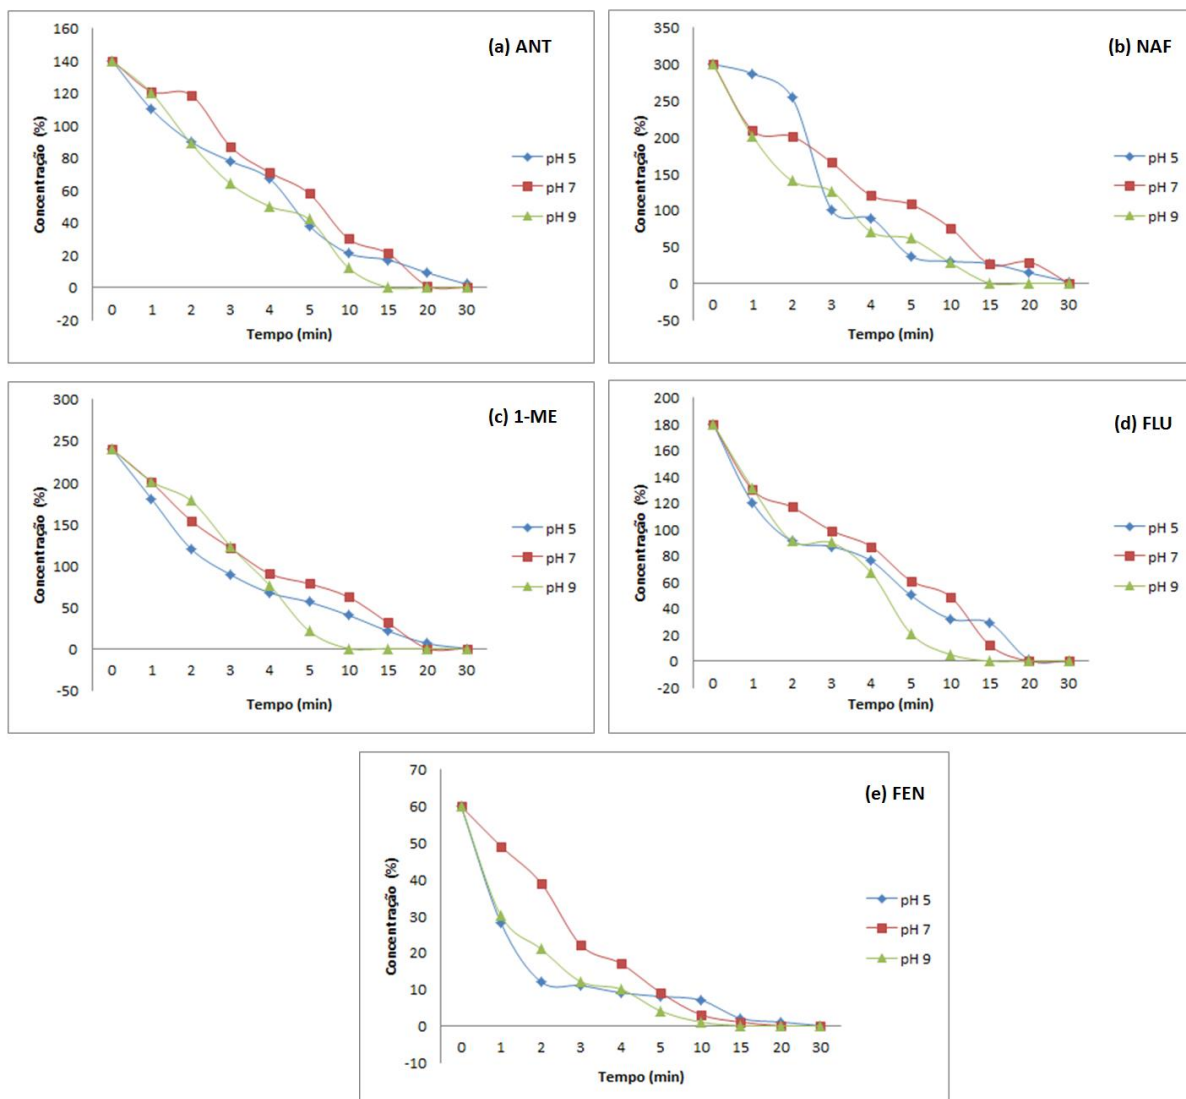 (a) ANT
Concentração (%)
160
140
120
100
80
60
40
20
0
-20
0 1 2 3 4 5 10 15 20 30
Tempo (min)
pH 5
pH 7
pH 9
(b) NAF
Concentração (%)
350
300
250
200
150
100
50
0
-50
0 1 2 3 4 5 10 15 20 30
Tempo (min)
pH 5
pH 7
pH 9
(c) 1-ME
Concentração (%)
300
250
200
150
100
50
0
-50
0 1 2 3 4 5 10 15 20 30
Tempo (min)
pH 5
pH 7
pH 9
(d) FLU
Concentração (%)
200
180
160
140
120
100
80
60
40
20
0
-20
0 1 2 3 4 5 10 15 20 30
Tempo (min)
pH 5
pH 7
pH 9
(e) FEN
Concentração (%)
70
60
50
40
30
20
10
0
-10
0 1 2 3 4 5 10 15 20 30
Tempo (min)
pH 5
pH 7
pH 9